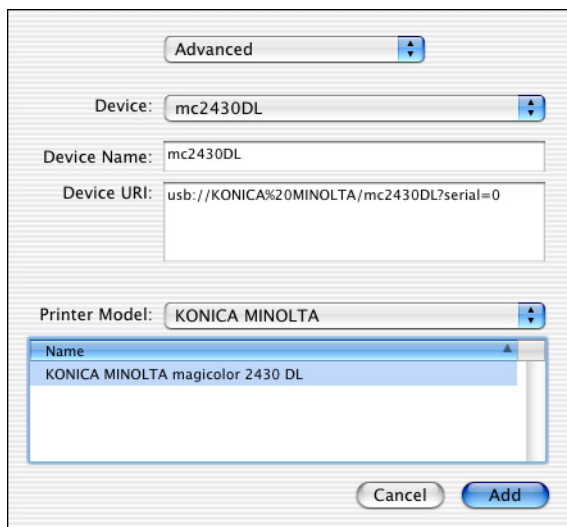 Advanced
Device: mc2430DL
Device Name: mc2430DL
Device URI: usb://KONICA%20MINOLTA/mc2430DL?serial=0
Printer Model: KONICA MINOLTA
Name
KONICA MINOLTA magicolor 2430 DL
Cancel Add